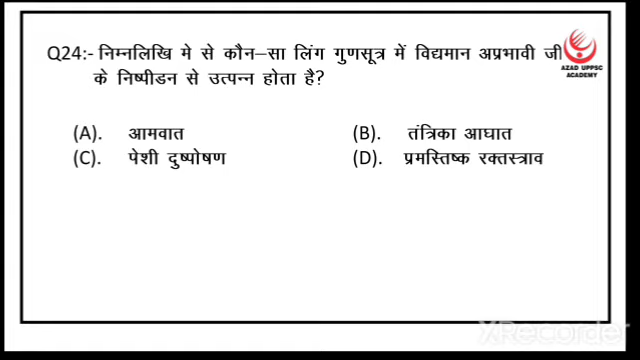 Q24:- निम्नलिखि मे से कौन–सा लिंग गुणसूत्र में विद्यमान अप्रभावी जी
के निष्पीडन से उत्पन्न होता है?
AZAD UPPSC
ACADEMY
(A). आमवात
(B). तंत्रिका आघात
(C). पेशी दुष्पोषण
(D). प्रमस्तिष्क रक्तस्त्राव
XRecorder